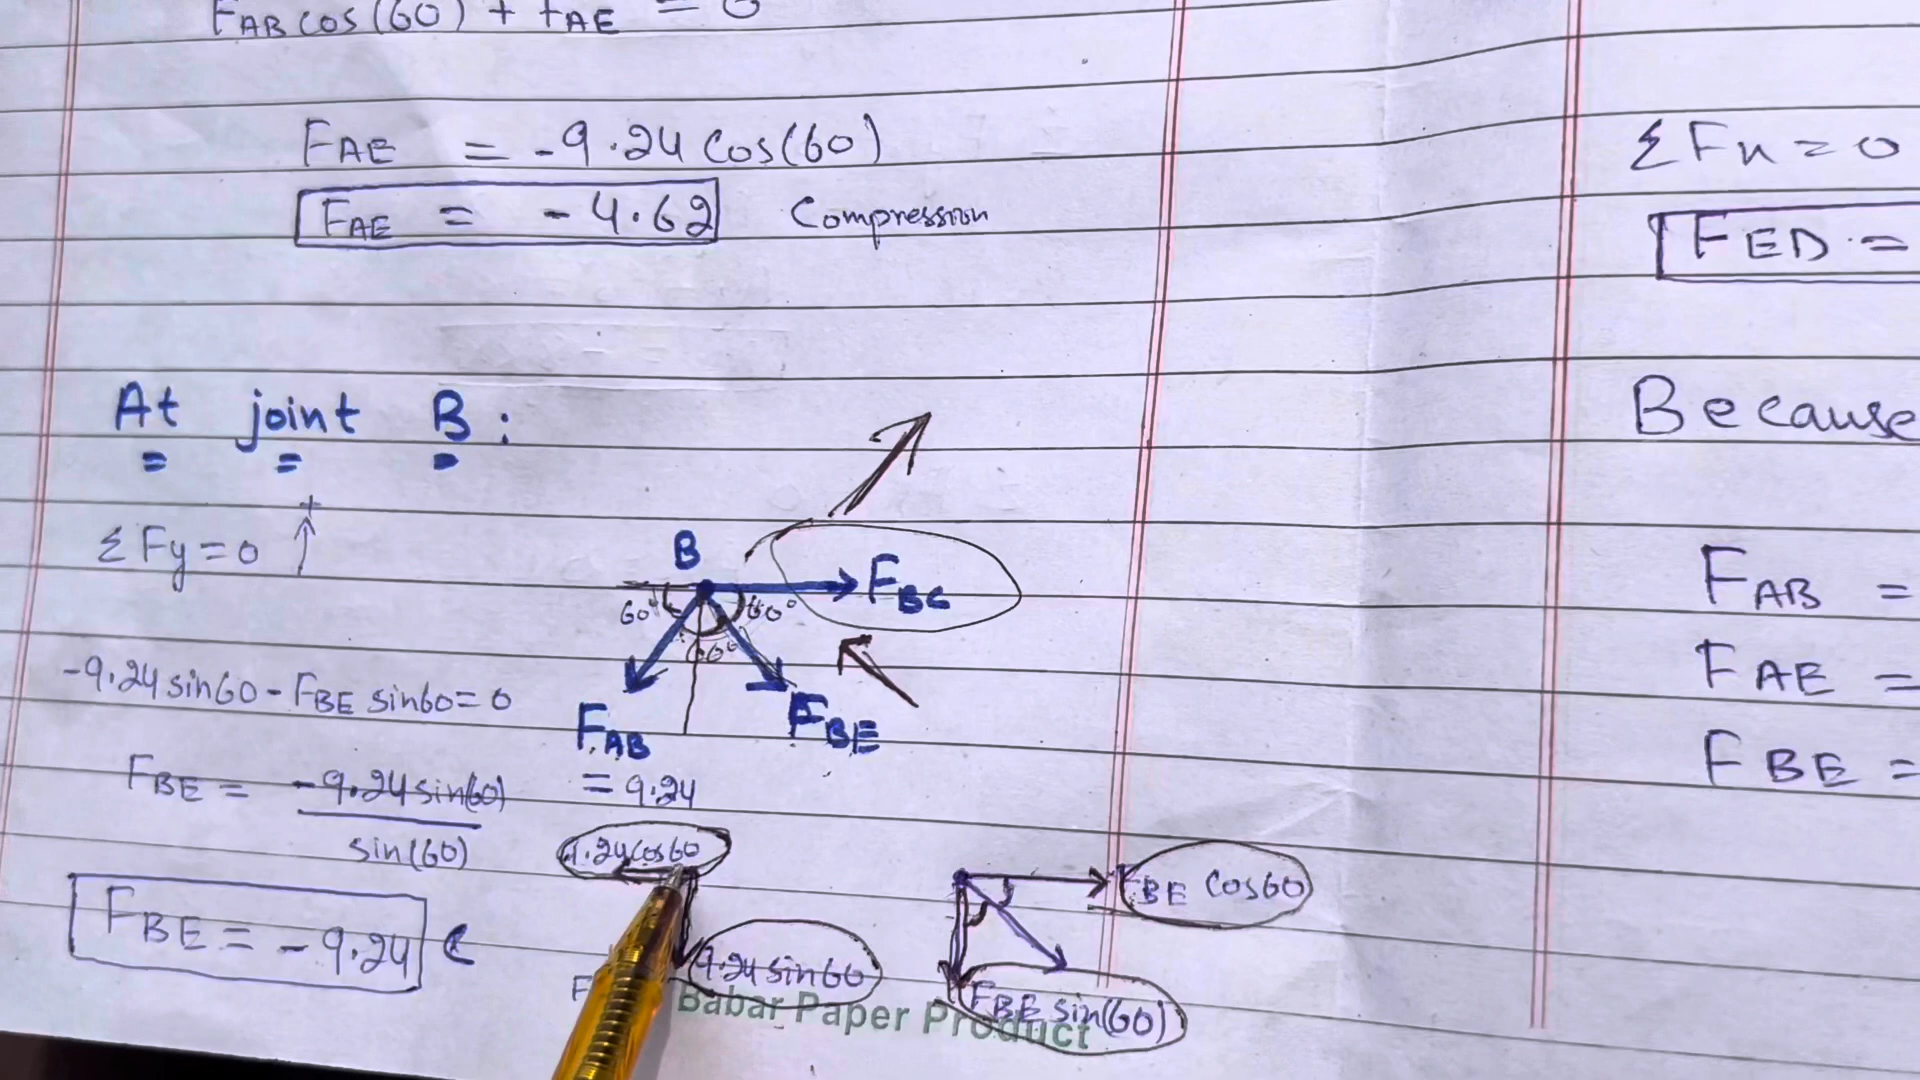 FAB cos(60) + FAE = 0
FAE = -9.24 cos(60)
FAE = -4.62 Compression
At joint B:
ΣFy=0 +
B
FBC
60°
60°
60°
-9.24 sin60 - FBE sin60=0
FAB
FBE
FBE = -9.24 sin(60)
= 9.24
sin(60)
9.24 cos60
FBE cos60
FBE = -9.24 C
9.24 sin60
FBE sin(60)
Babar Paper Product
ΣFx = 0
FED =
Because
FAB =
FAE =
FBE =